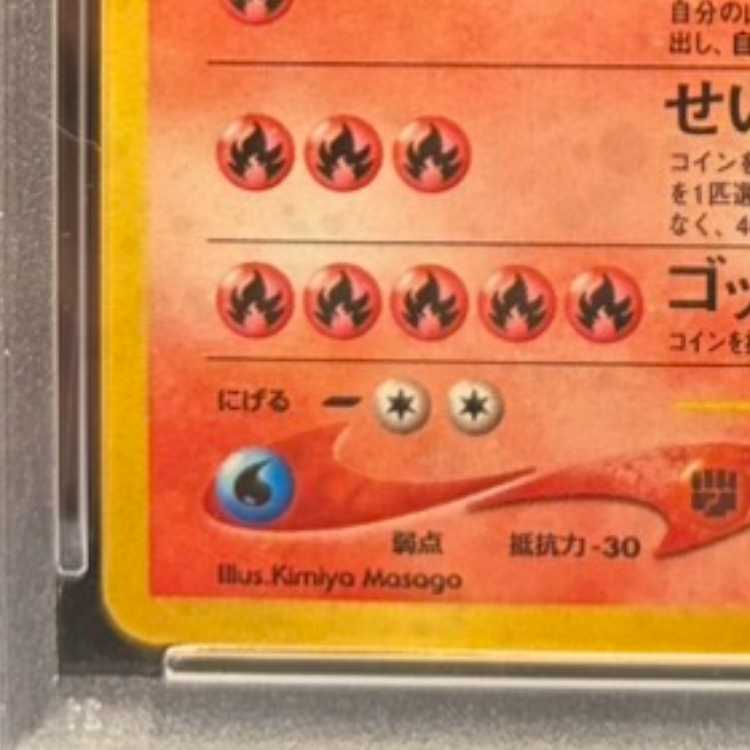 自分の
出し、自
せい
コインを
を1匹選
なく、4
ゴッ
コインを
にげる
弱点
抵抗力 -30
Illus.Kimiya Masago